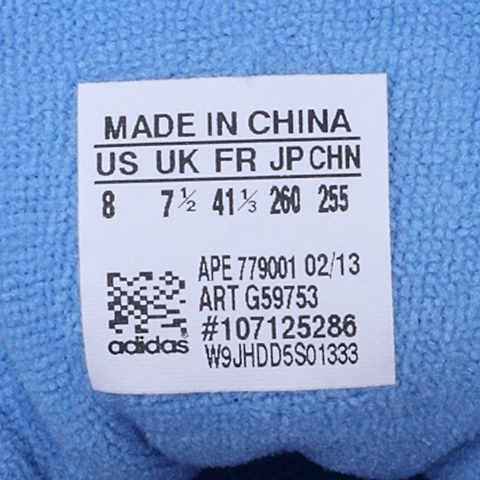 MADE IN CHINA
US UK FR JP CHN
8 7½ 41⅓ 260 255
APE 779001 02/13
ART G59753
#107125286
adidas W9JHDD5S01333